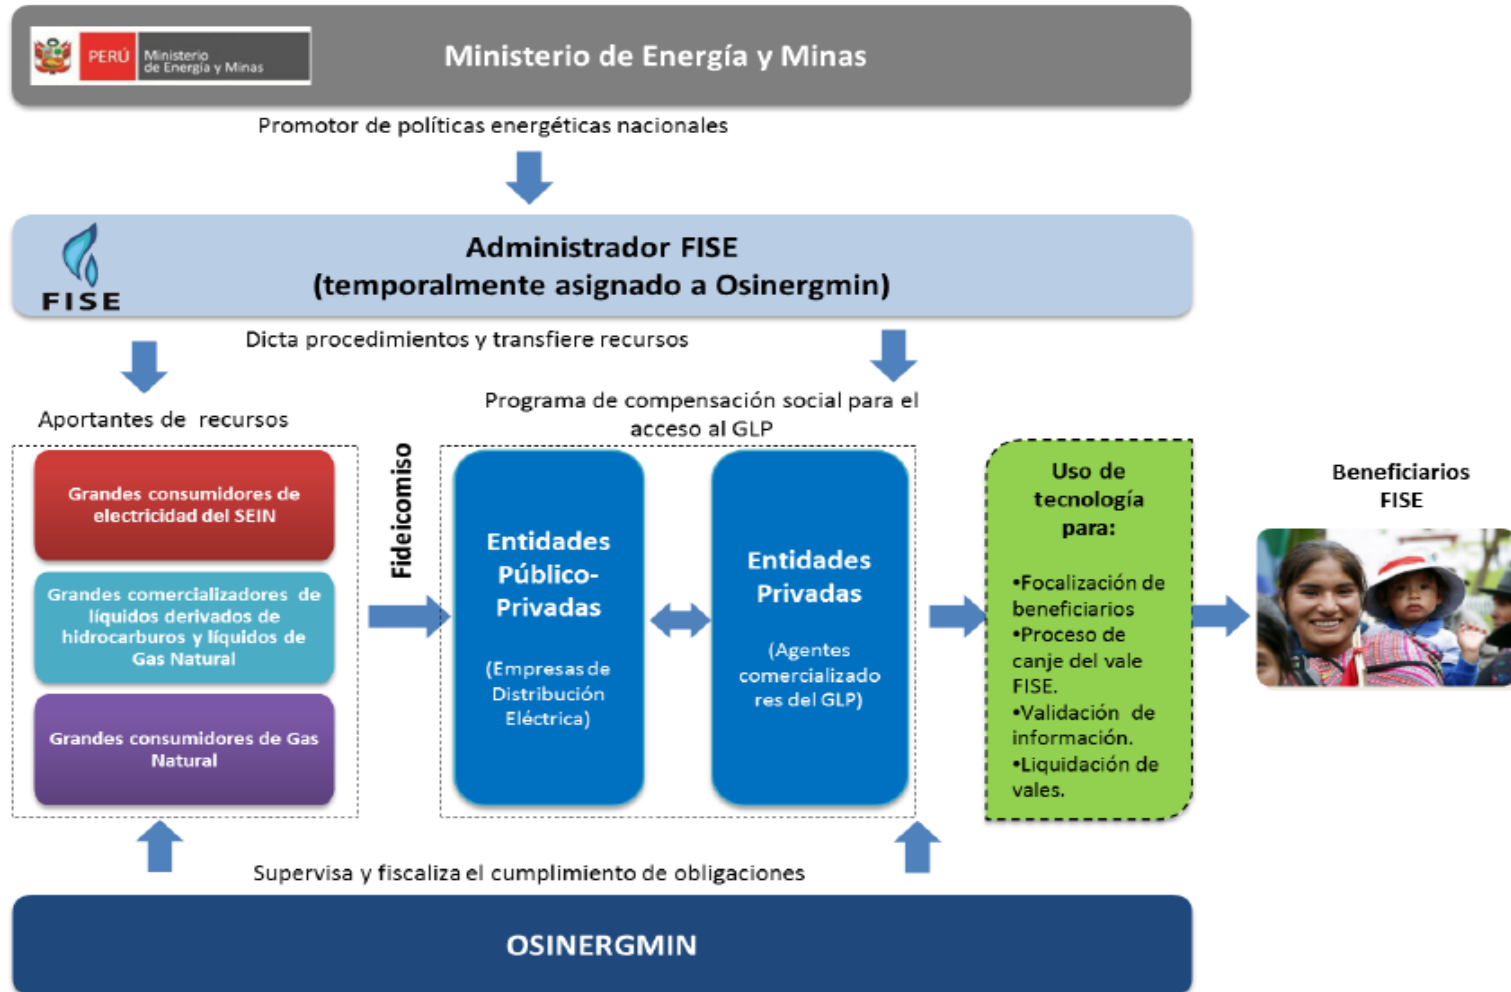 PERÚ
Ministerio
de Energía y Minas
Ministerio de Energía y Minas
Promotor de políticas energéticas nacionales
FISE
Administrador FISE
(temporalmente asignado a Osinergmin)
Dicta procedimientos y transfiere recursos
Aportantes de recursos
Grandes consumidores de
electricidad del SEIN
Grandes comercializadores de
líquidos derivados de
hidrocarburos y líquidos de
Gas Natural
Grandes consumidores de Gas
Natural
Fideicomiso
Programa de compensación social para el
acceso al GLP
Entidades
Público-
Privadas
(Empresas de
Distribución
Eléctrica)
Entidades
Privadas
(Agentes
comercializado
res del GLP)
Uso de
tecnología
para:
•Focalización de
beneficiarios
•Proceso de
canje del vale
FISE.
•Validación de
información.
•Liquidación de
vales.
Beneficiarios
FISE
Supervisa y fiscaliza el cumplimiento de obligaciones
OSINERGMIN